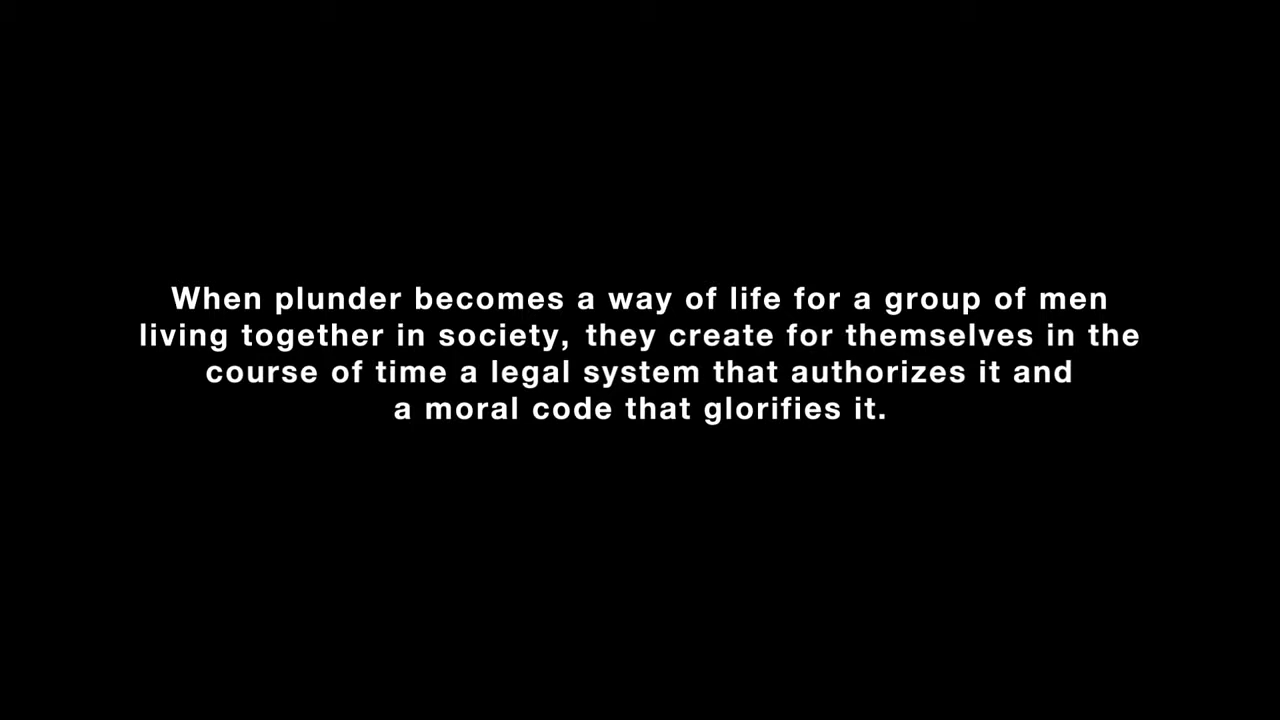 When plunder becomes a way of life for a group of men
living together in society, they create for themselves in the
course of time a legal system that authorizes it and
a moral code that glorifies it.